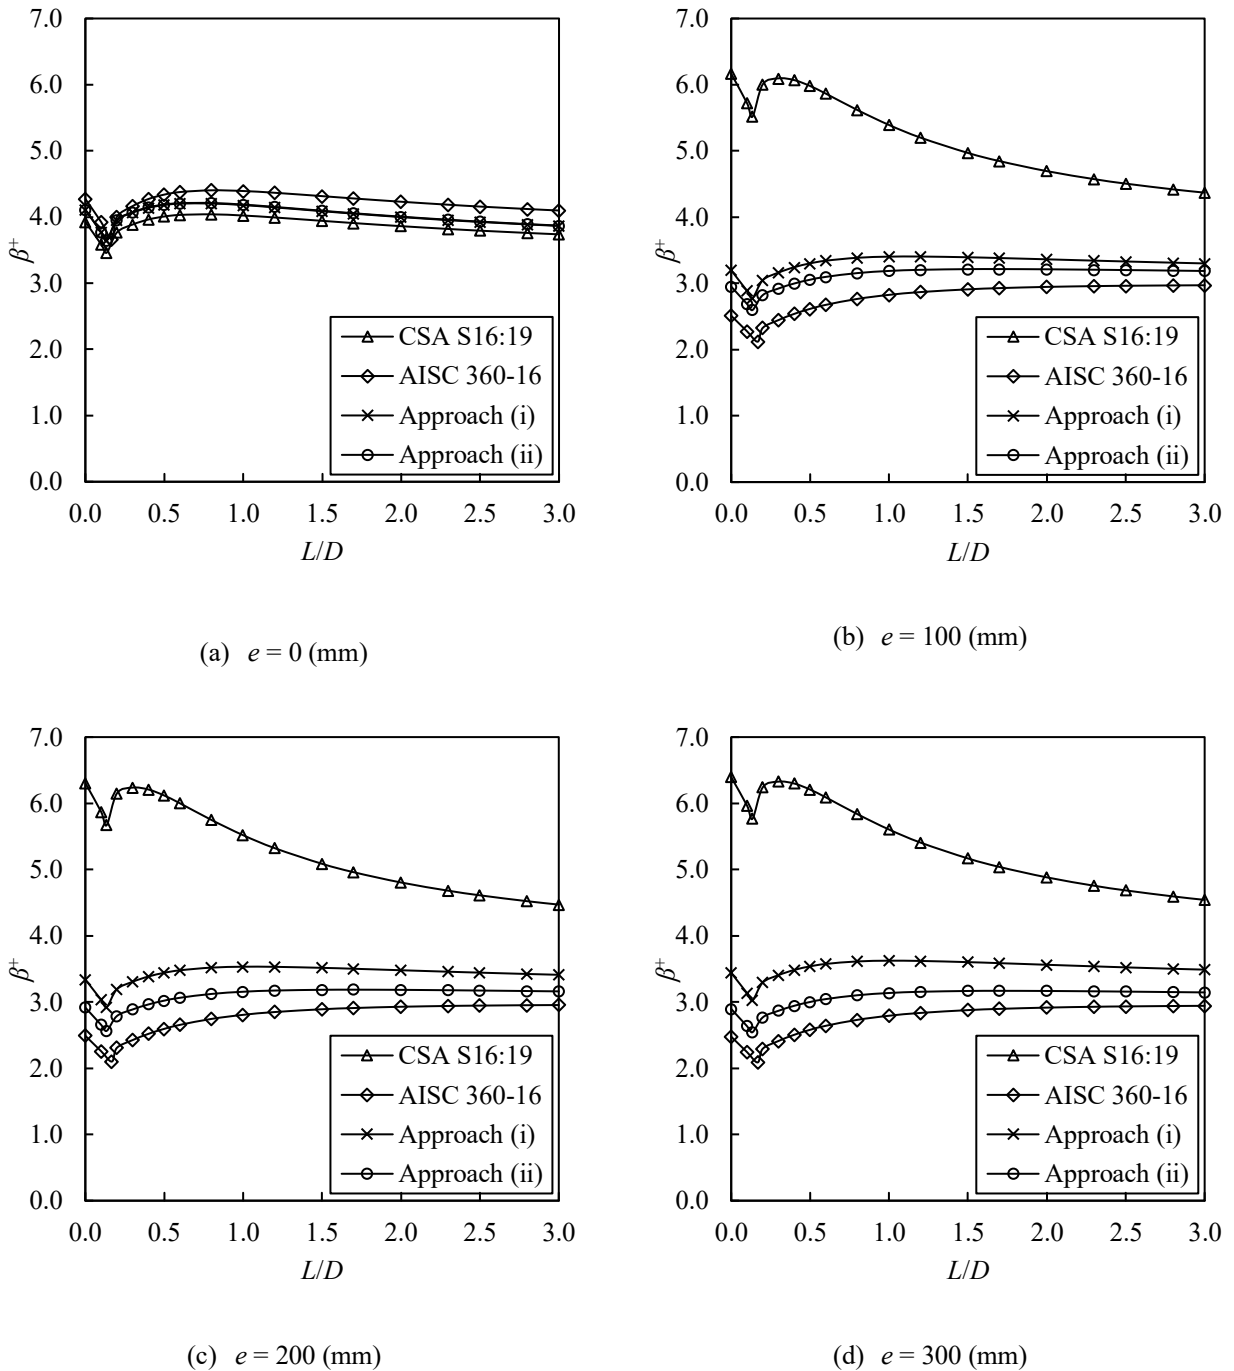 7.0
6.0
5.0
4.0
3.0
2.0
1.0
0.0
β+
0.0 0.5 1.0 1.5 2.0 2.5 3.0
L/D
CSA S16:19
AISC 360-16
Approach (i)
Approach (ii)
(a) e = 0 (mm)
7.0
6.0
5.0
4.0
3.0
2.0
1.0
0.0
β+
0.0 0.5 1.0 1.5 2.0 2.5 3.0
L/D
CSA S16:19
AISC 360-16
Approach (i)
Approach (ii)
(b) e = 100 (mm)
7.0
6.0
5.0
4.0
3.0
2.0
1.0
0.0
β+
0.0 0.5 1.0 1.5 2.0 2.5 3.0
L/D
CSA S16:19
AISC 360-16
Approach (i)
Approach (ii)
(c) e = 200 (mm)
7.0
6.0
5.0
4.0
3.0
2.0
1.0
0.0
β+
0.0 0.5 1.0 1.5 2.0 2.5 3.0
L/D
CSA S16:19
AISC 360-16
Approach (i)
Approach (ii)
(d) e = 300 (mm)